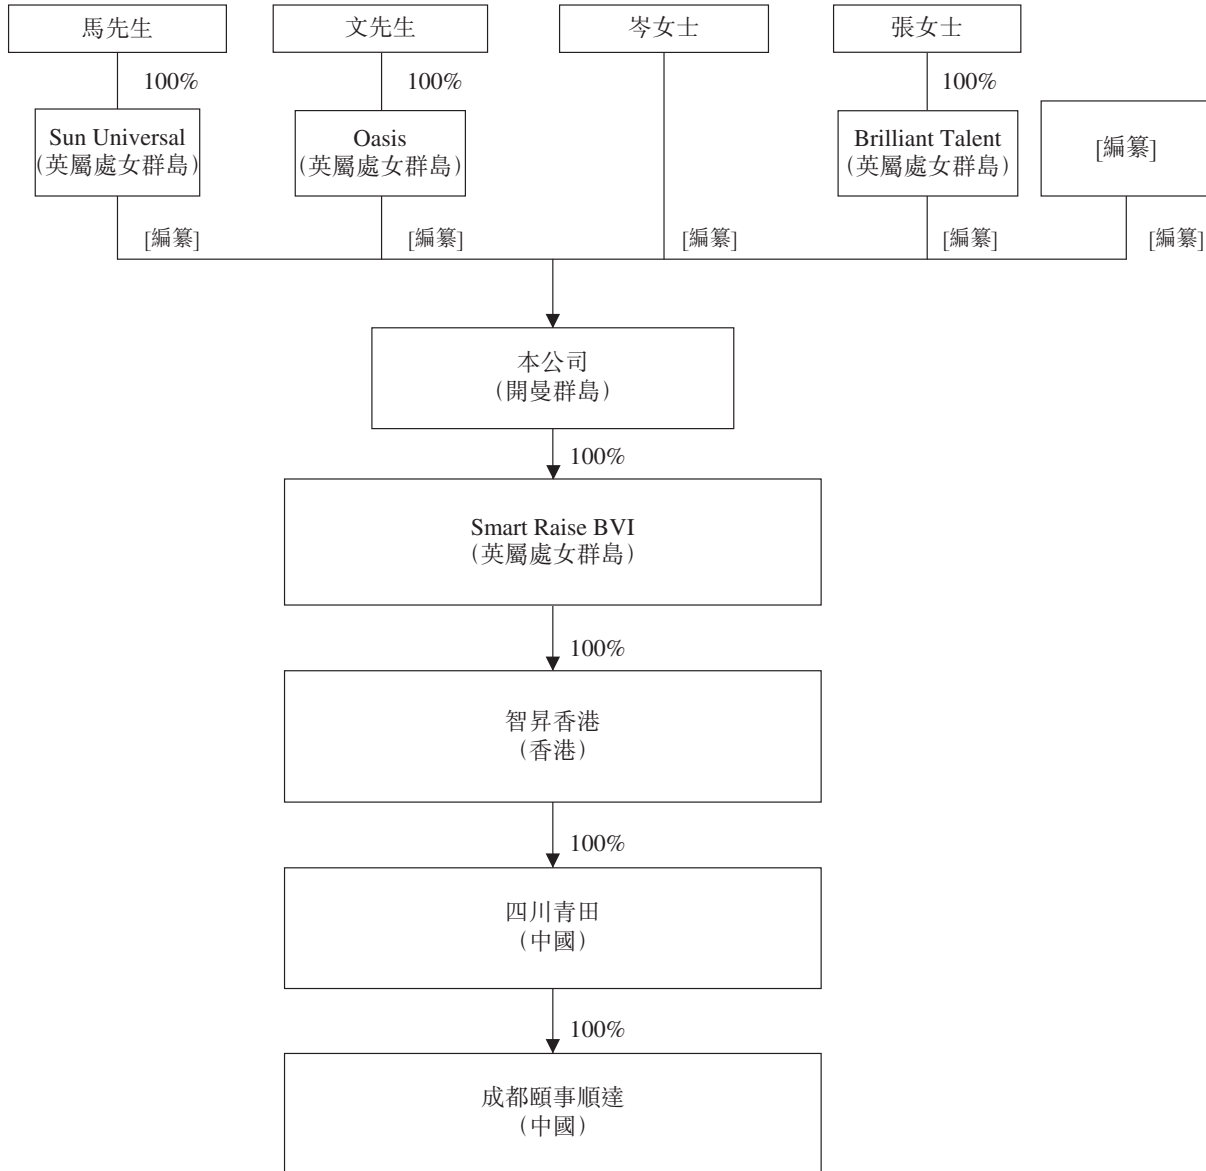 馬先生
文先生
岑女士
張女士
100%
100%
100%
Sun Universal
(英屬處女群島)
Oasis
(英屬處女群島)
Brilliant Talent
(英屬處女群島)
[編纂]
[編纂]
[編纂]
[編纂]
[編纂]
[編纂]
本公司
(開曼群島)
100%
Smart Raise BVI
(英屬處女群島)
100%
智昇香港
(香港)
100%
四川青田
(中國)
100%
成都頤事順達
(中國)